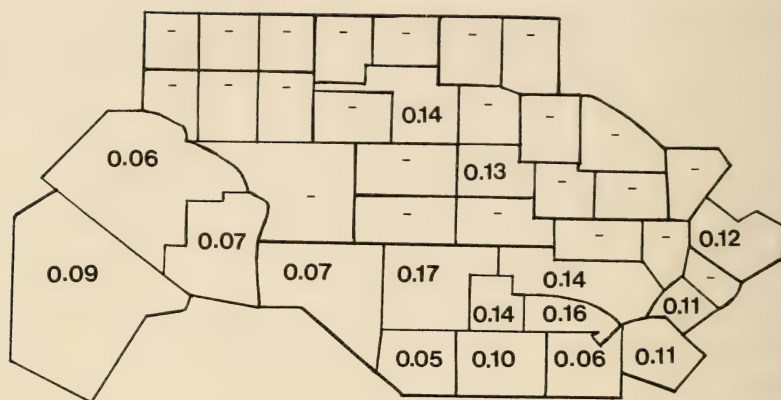 - - - - - - -
- - - - 0.14 - - -
0.06 - 0.13 - - -
- -
0.07 - - 0.12
0.09 0.07 0.17 0.14 -
0.14 0.16 0.11
0.05 0.10 0.06 0.11